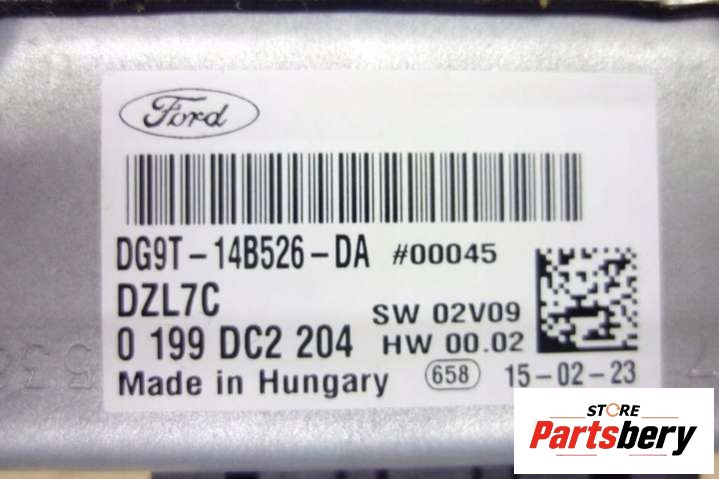 Ford
DG9T-14B526-DA #00045
DZL7C
SW 02V09
0 199 DC2 204
HW 00.02
Made in Hungary
658 15-02-23
STORE
Partsbery